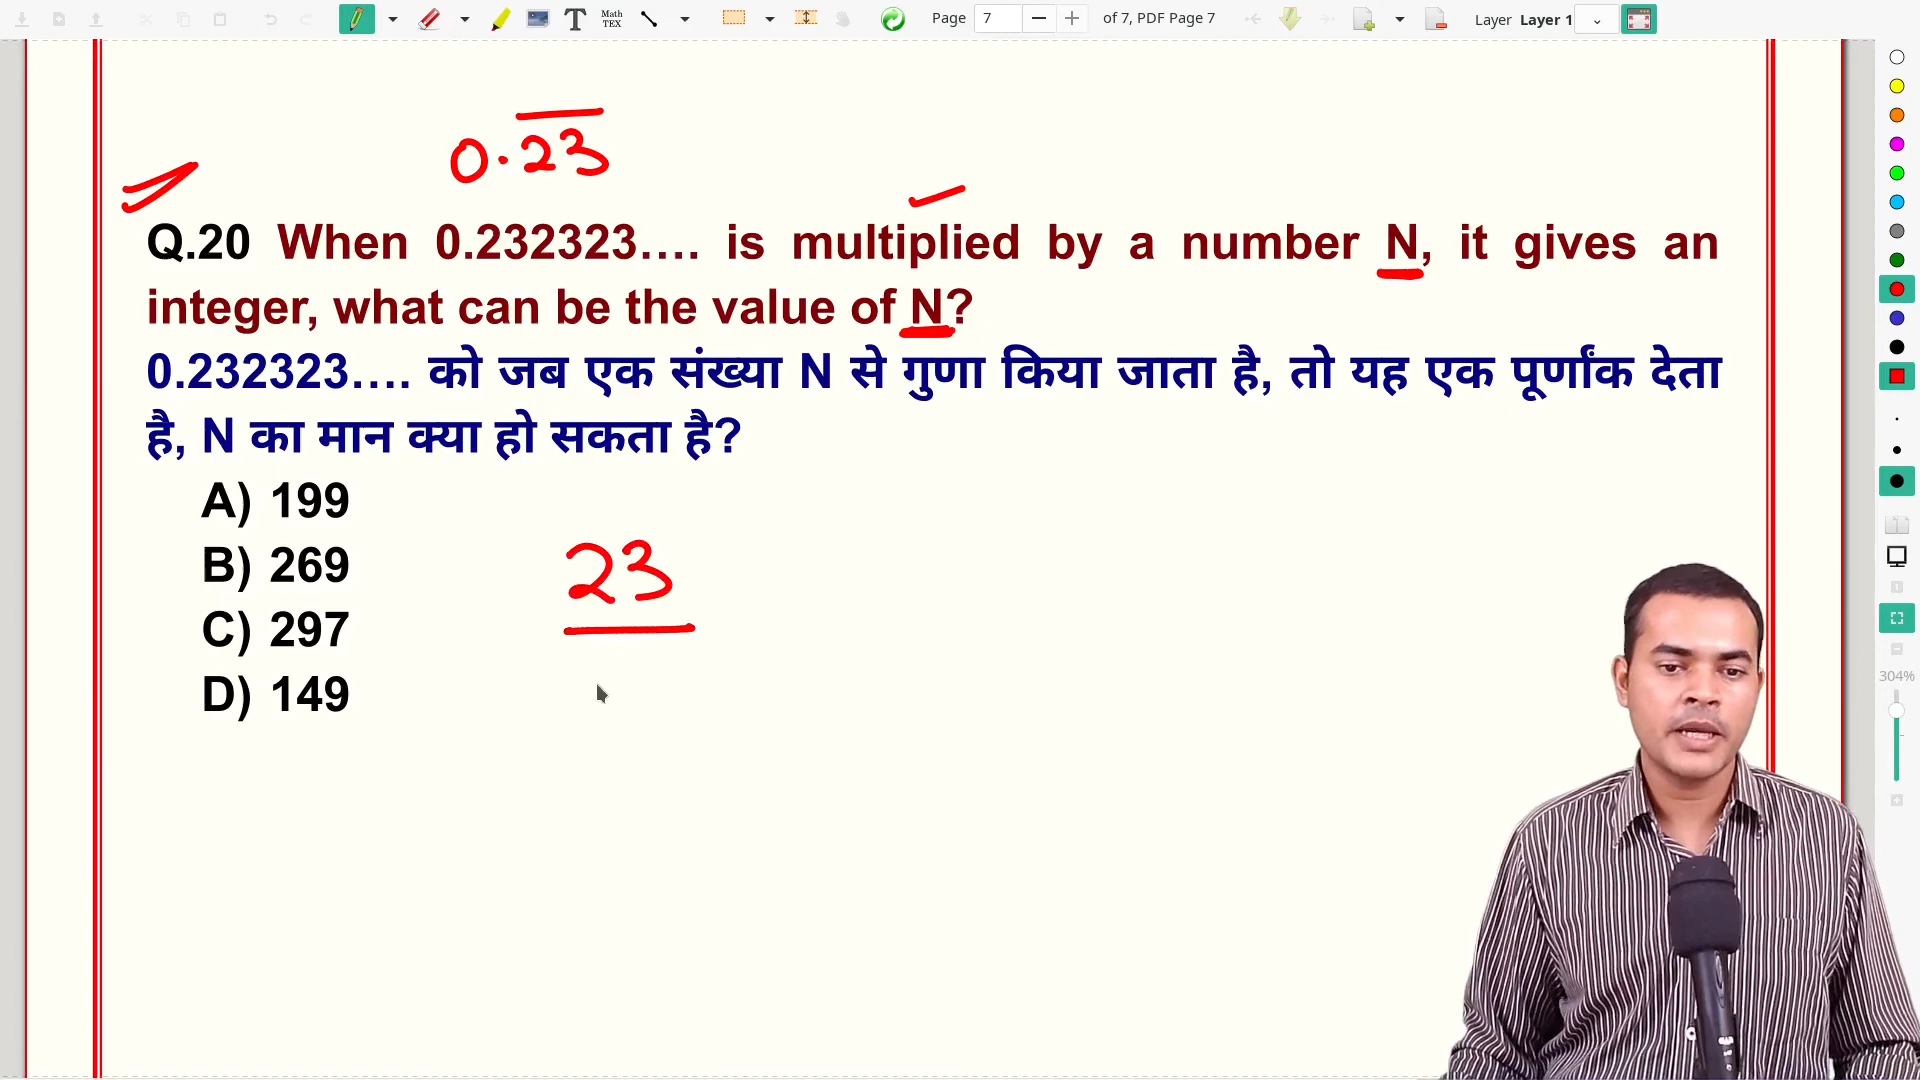 Math
TEX
Page 7 of 7, PDF Page 7
Layer Layer 1
0.23
Q.20 When 0.232323…. is multiplied by a number N, it gives an
integer, what can be the value of N?
0.232323…. को जब एक संख्या N से गुणा किया जाता है, तो यह एक पूर्णांक देता
है, N का मान क्या हो सकता है?
A) 199
B) 269
C) 297
D) 149
23
304%